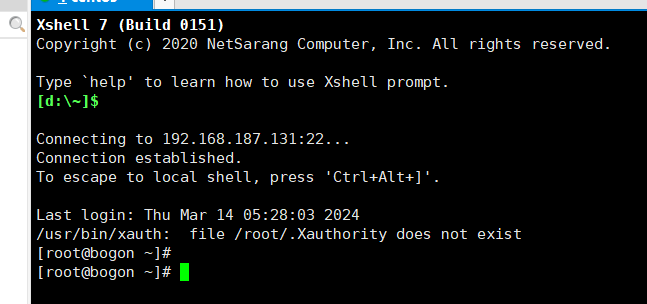 Xshell 7 (Build 0151)
Copyright (c) 2020 NetSarang Computer, Inc. All rights reserved.
Type `help' to learn how to use Xshell prompt.
[d:\~]$
Connecting to 192.168.187.131:22...
Connection established.
To escape to local shell, press 'Ctrl+Alt+]'.
Last login: Thu Mar 14 05:28:03 2024
/usr/bin/xauth:  file /root/.Xauthority does not exist
[root@bogon ~]#
[root@bogon ~]#